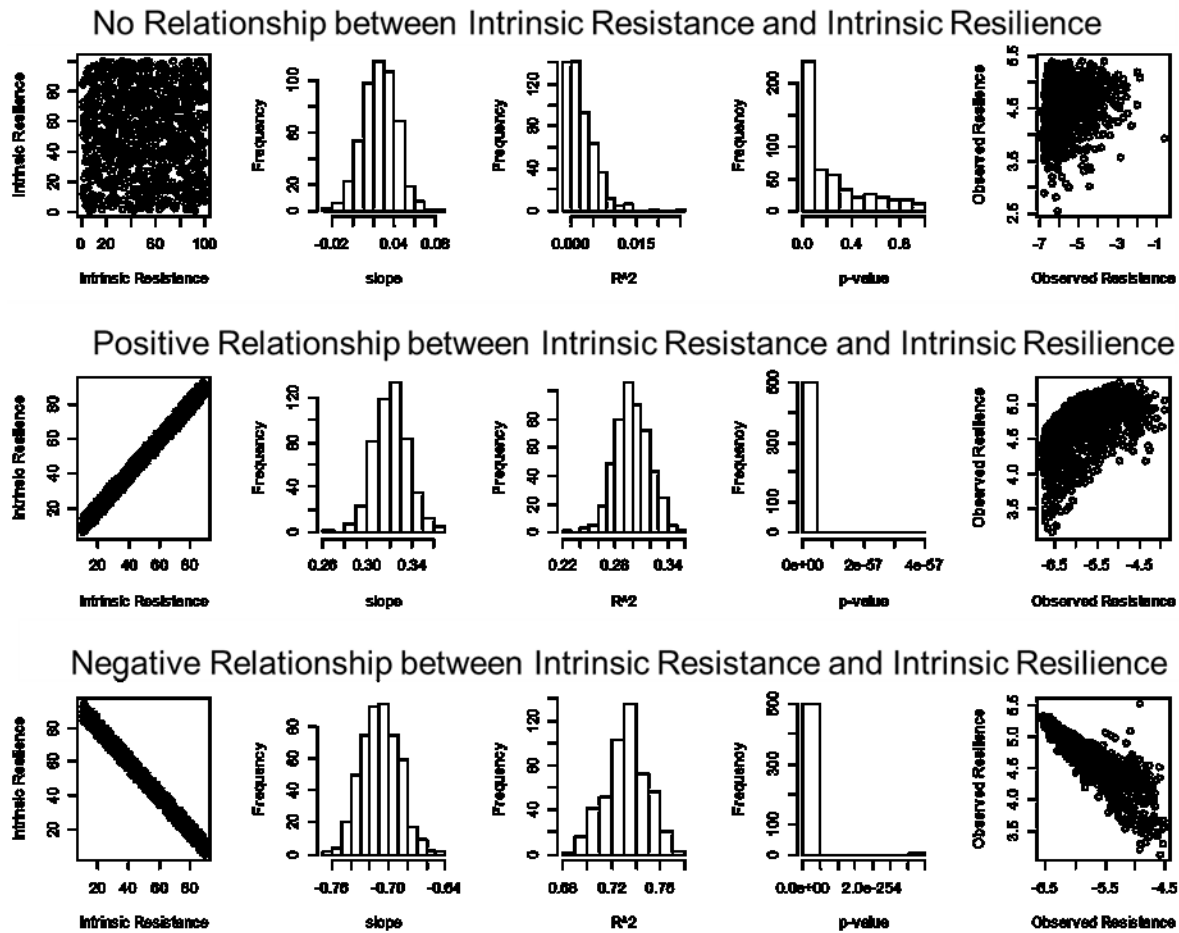 No Relationship between Intrinsic Resistance and Intrinsic Resilience
Intrinsic Resilience
0 20 40 60 80
0 20 40 60 80 100
Intrinsic Resistance
Frequency
0 20 60 100
-0.02 0.04 0.08
slope
Frequency
0 20 60 100 140
0.000 0.015
R^2
Frequency
0 50 100 200
0.0 0.4 0.8
p-value
Observed Resilience
2.5 3.5 4.5 5.5
-7 -5 -3 -1
Observed Resistance
Positive Relationship between Intrinsic Resistance and Intrinsic Resilience
Intrinsic Resilience
20 40 60 80
20 40 60 80
Intrinsic Resistance
Frequency
0 40 80 120
0.26 0.30 0.34
slope
Frequency
0 20 60 100
0.22 0.28 0.34
R^2
Frequency
0 100 300 500
0e+00 2e-57 4e-57
p-value
Observed Resilience
3.5 4.0 4.5 5.0
-6.5 -5.5 -4.5
Observed Resistance
Negative Relationship between Intrinsic Resistance and Intrinsic Resilience
Intrinsic Resilience
20 40 60 80
20 40 60 80
Intrinsic Resistance
Frequency
0 20 40 60 80
-0.76 -0.70 -0.64
slope
Frequency
0 40 80 120
0.68 0.72 0.76
R^2
Frequency
0 100 300 500
0.0e+00 2.0e-254
p-value
Observed Resilience
3.5 4.0 4.5 5.0 5.5
-6.5 -5.5 -4.5
Observed Resistance